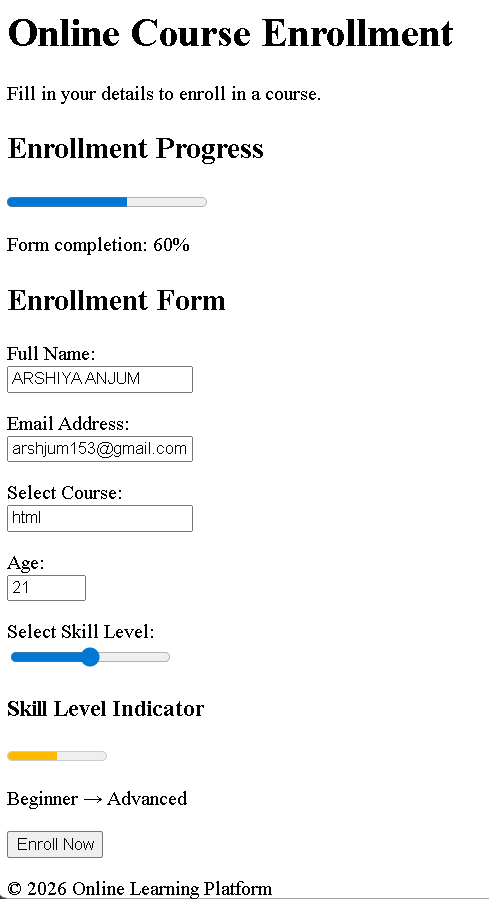 Online Course Enrollment
Fill in your details to enroll in a course.
Enrollment Progress
Form completion: 60%
Enrollment Form
Full Name:
ARSHIYA ANJUM
Email Address:
arshjum153@gmail.com
Select Course:
html
Age:
21
Select Skill Level:
Skill Level Indicator
Beginner → Advanced
Enroll Now
© 2026 Online Learning Platform